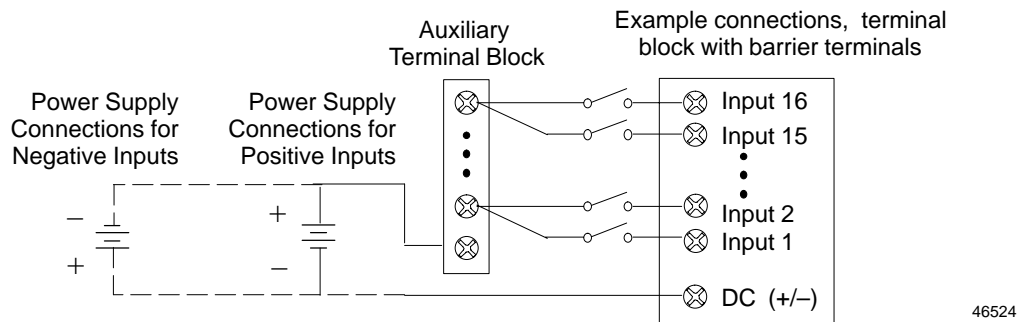 Example connections, terminal
block with barrier terminals
Auxiliary
Terminal Block
Power Supply
Connections for
Negative Inputs
Power Supply
Connections for
Positive Inputs
Input 16
Input 15
Input 2
Input 1
DC (+/–)
–
+
+
–
46524